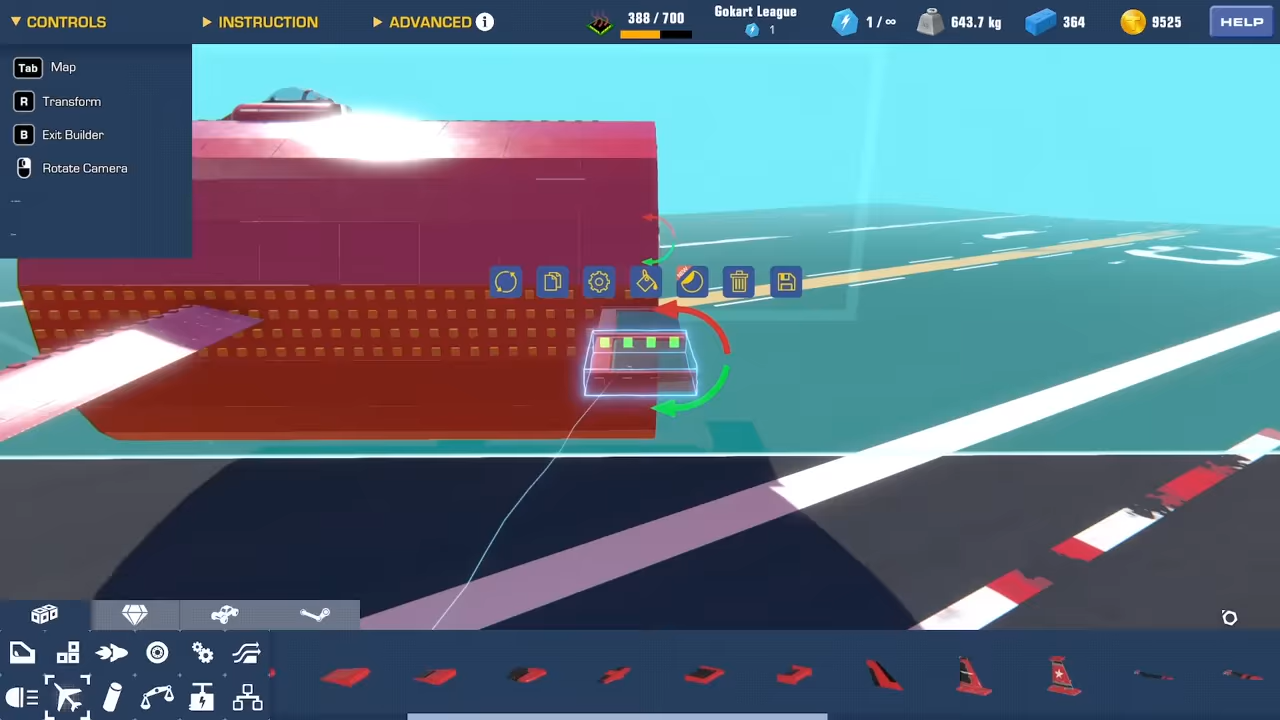 ▼ CONTROLS
▶ INSTRUCTION
▶ ADVANCED i
388 / 700
Gokart League
1
1 / ∞
643.7 kg
364
9525
HELP
Tab Map
R Transform
B Exit Builder
Rotate Camera
NEW